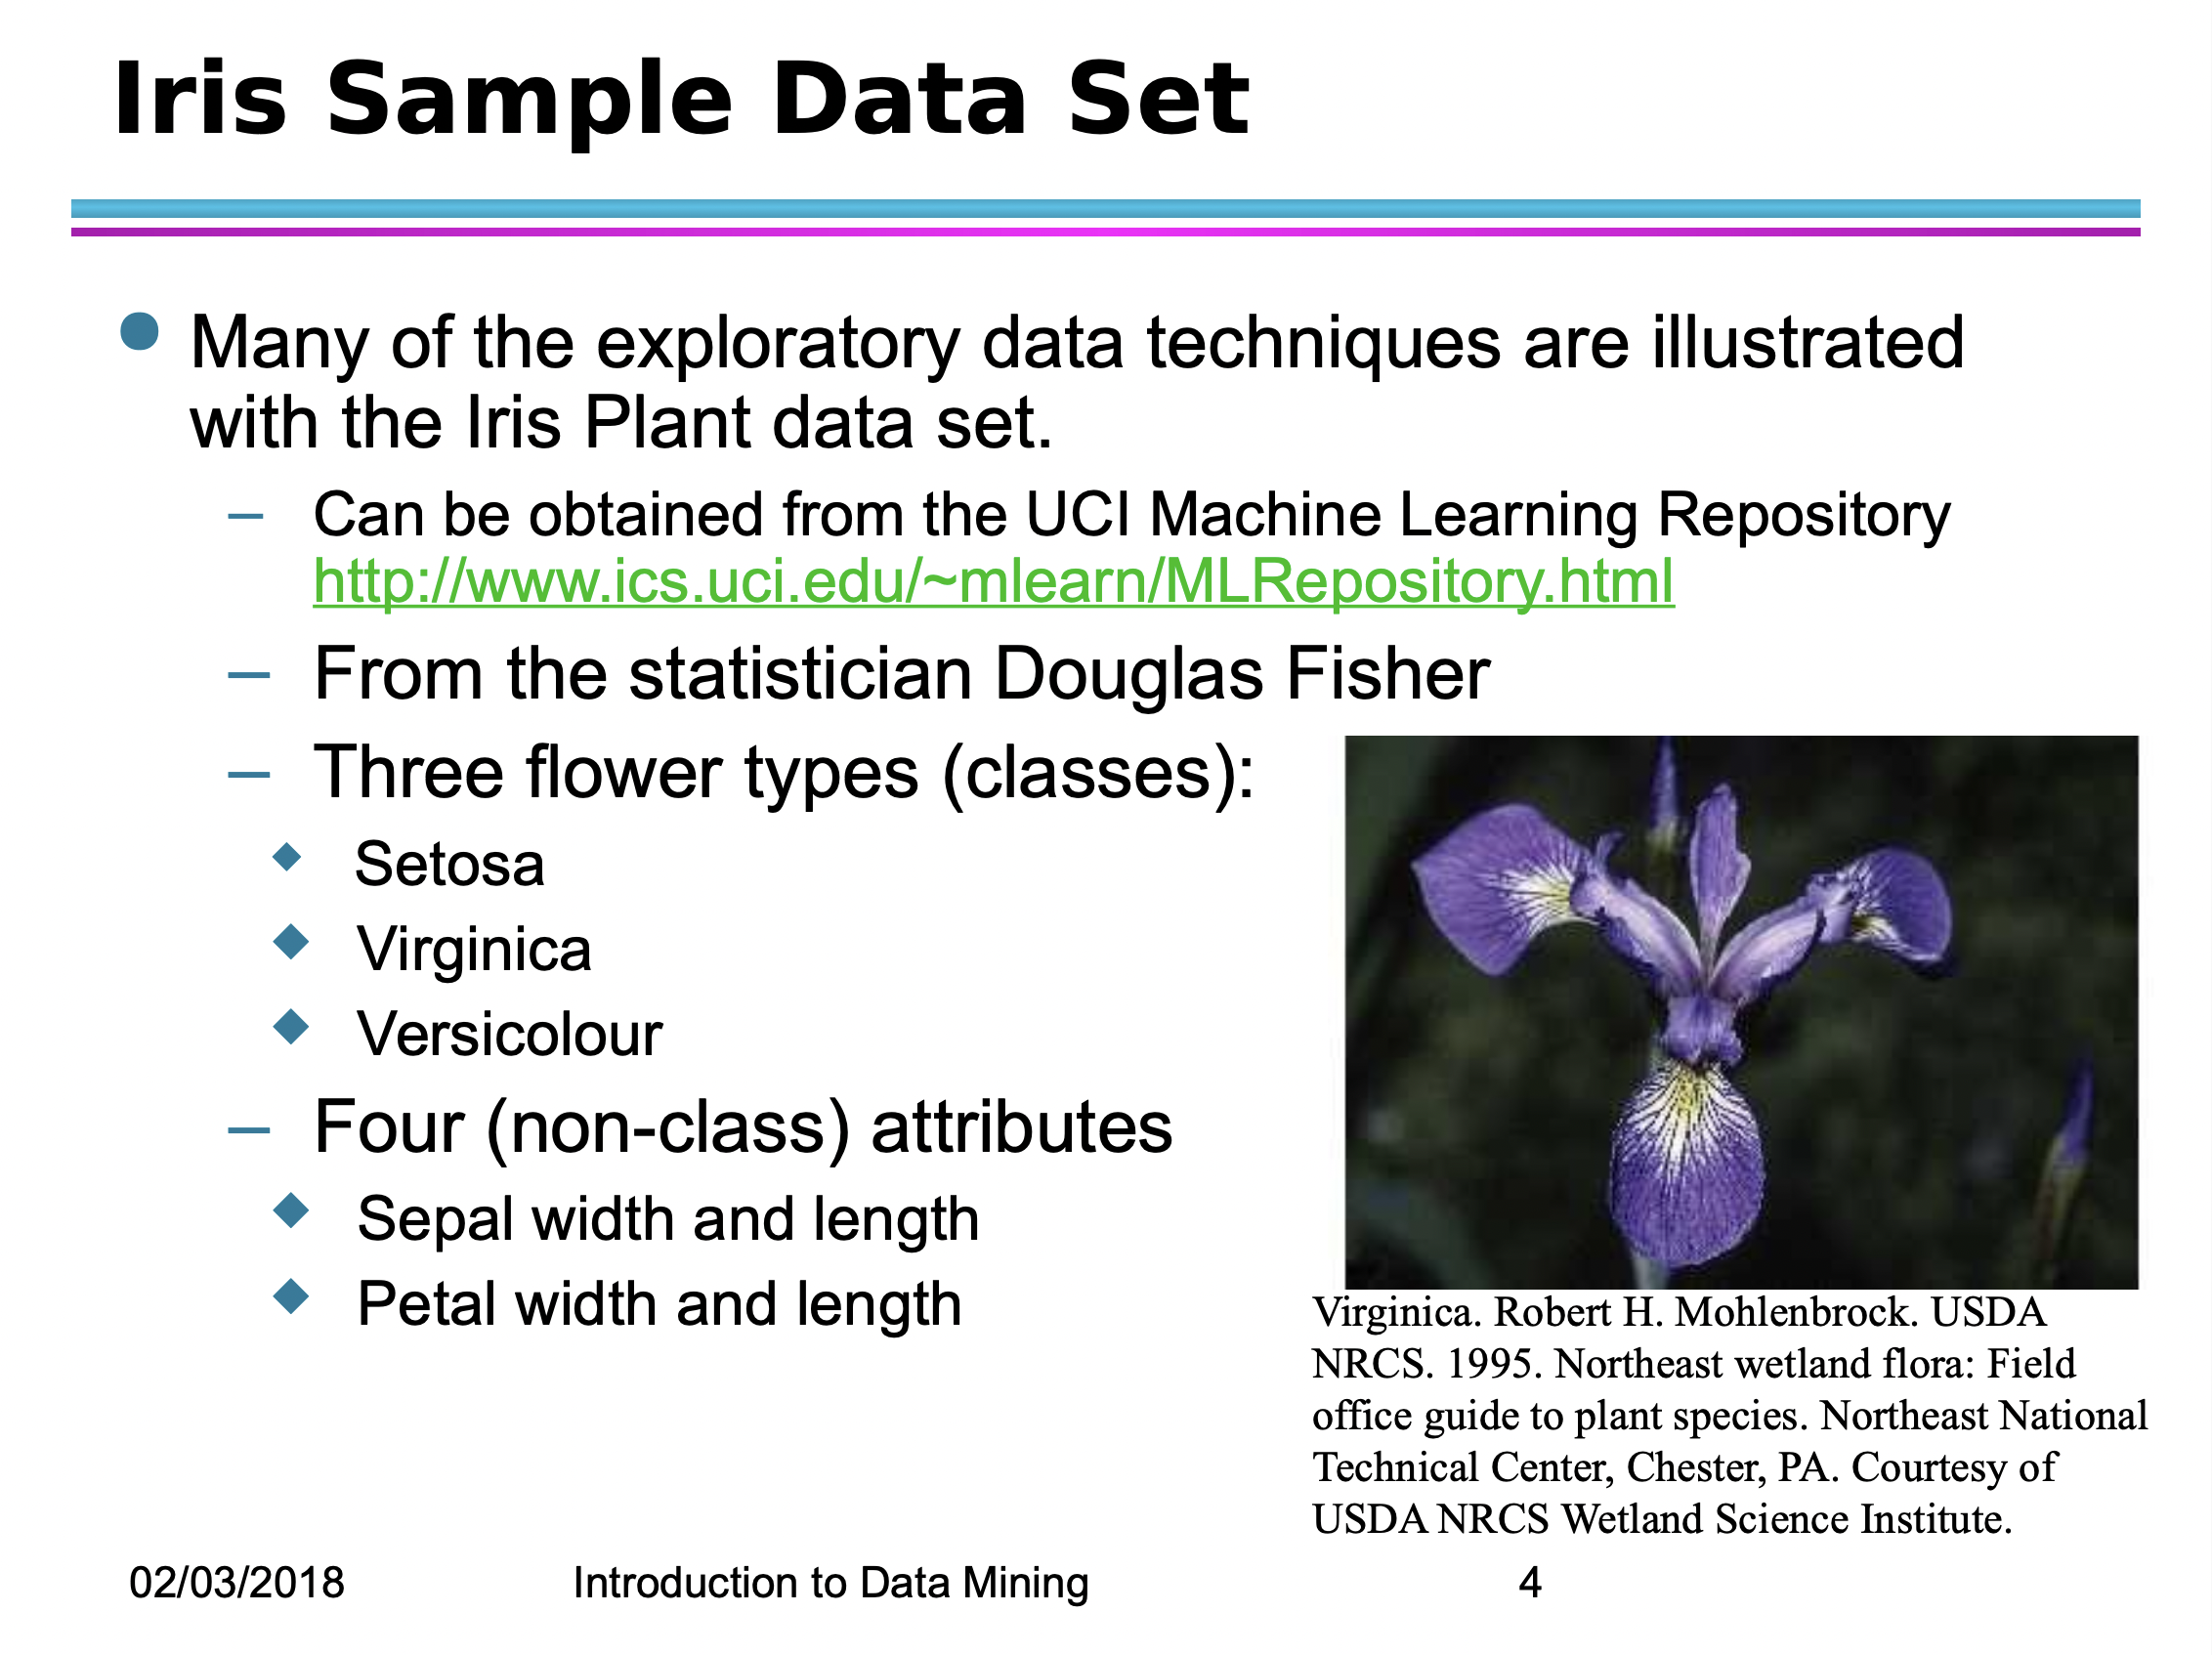 Iris Sample Data Set
Many of the exploratory data techniques are illustrated
with the Iris Plant data set.
– Can be obtained from the UCI Machine Learning Repository
http://www.ics.uci.edu/~mlearn/MLRepository.html
– From the statistician Douglas Fisher
– Three flower types (classes):
Setosa
Virginica
Versicolour
– Four (non-class) attributes
Sepal width and length
Petal width and length
Virginica. Robert H. Mohlenbrock. USDA
NRCS. 1995. Northeast wetland flora: Field
office guide to plant species. Northeast National
Technical Center, Chester, PA. Courtesy of
USDA NRCS Wetland Science Institute.
02/03/2018 Introduction to Data Mining 4